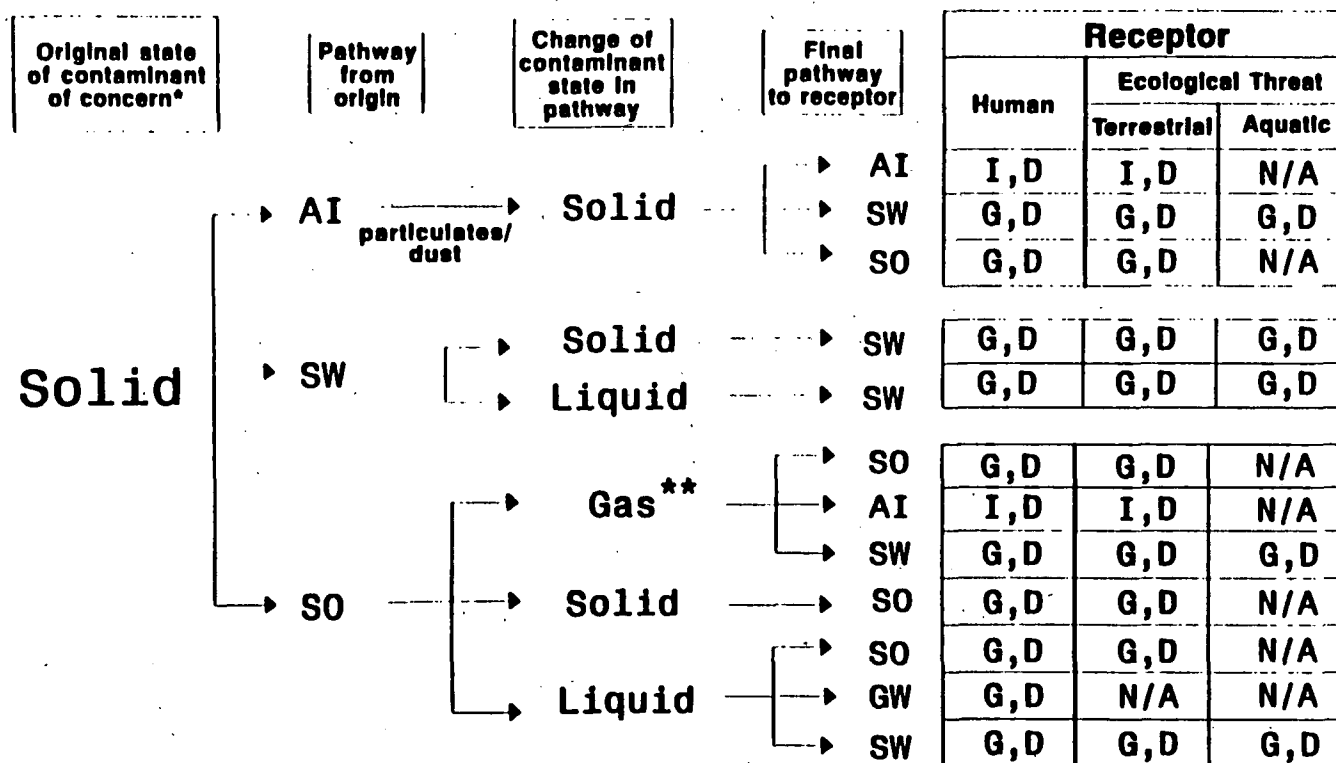 Original state
of contaminant
of concern*
Pathway
from
origin
Change of
contaminant
state in
pathway
Final
pathway
to receptor
Receptor
Human
Ecological Threat
Terrestrial
Aquatic
Solid
AI
particulates/
dust
Solid
AI I,D I,D N/A
SW G,D G,D G,D
SO G,D G,D N/A
SW
Solid
SW G,D G,D G,D
Liquid
SW G,D G,D G,D
SO
Gas**
SO G,D G,D N/A
AI I,D I,D N/A
SW G,D G,D G,D
Solid
SO G,D G,D N/A
Liquid
SO G,D G,D N/A
GW G,D N/A N/A
SW G,D G,D G,D